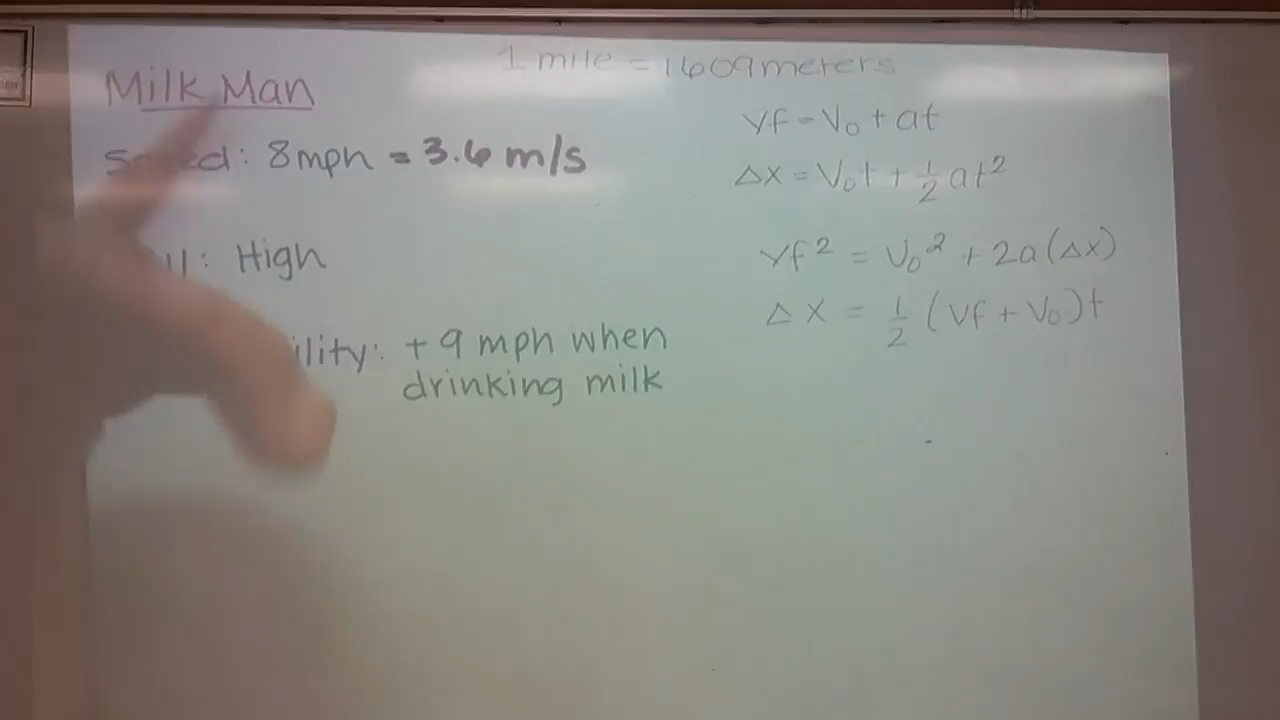 1 mile = 1609 meters
Milk Man
Speed: 8mph = 3.6 m/s
: High
ility: + 9 mph when
drinking milk
Vf = V₀ + at
Δx = V₀t + ½at²
Vf² = V₀² + 2a(Δx)
Δx = ½(Vf + V₀)t